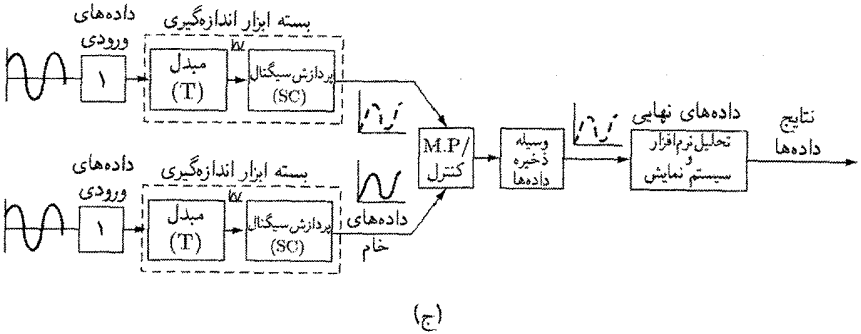 داده‌های
ورودی
بسته ابزار اندازه‌گیری
۱
مبدل
(T)
پردازش سیگنال
(SC)
داده‌های
ورودی
بسته ابزار اندازه‌گیری
۱
مبدل
(T)
پردازش سیگنال
(SC)
داده‌های
خام
M.P/
کنترل
وسیله
ذخیره
داده‌ها
داده‌های نهایی
تحلیل نرم‌افزار
و
سیستم نمایش
نتایج
داده‌ها
(ج)